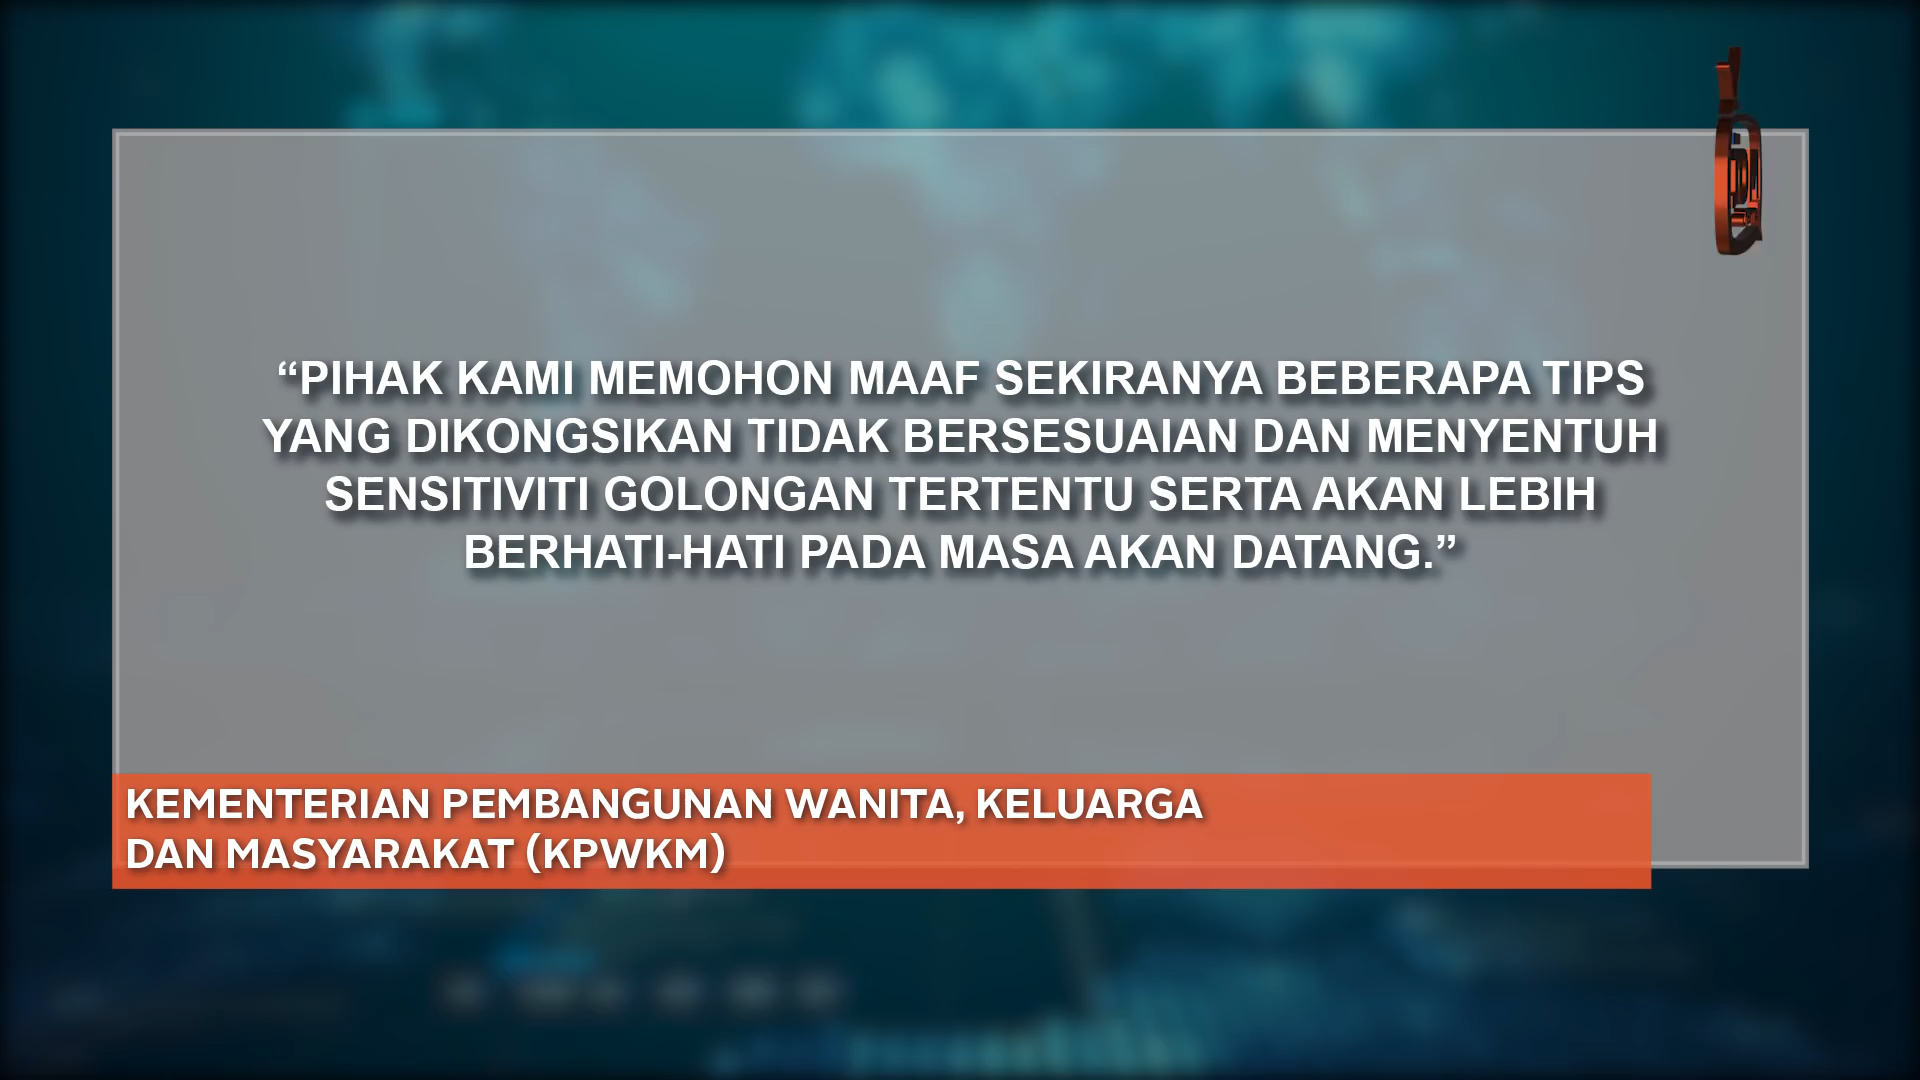 “PIHAK KAMI MEMOHON MAAF SEKIRANYA BEBERAPA TIPS
YANG DIKONGSIKAN TIDAK BERSESUAIAN DAN MENYENTUH
SENSITIVITI GOLONGAN TERTENTU SERTA AKAN LEBIH
BERHATI-HATI PADA MASA AKAN DATANG.”
KEMENTERIAN PEMBANGUNAN WANITA, KELUARGA
DAN MASYARAKAT (KPWKM)